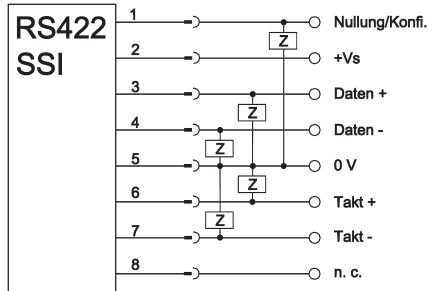 RS422
SSI
1 Nullung/Konfi.
Z
2 +Vs
3 Daten +
Z
4 Daten -
Z
5 0 V
Z
6 Takt +
Z
7 Takt -
8 n. c.